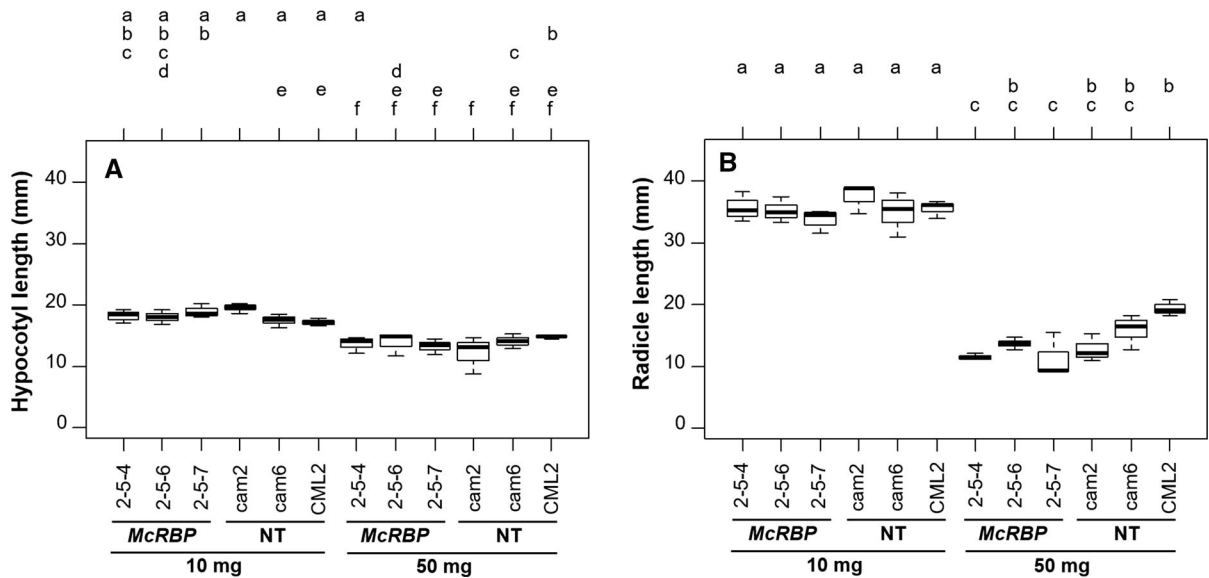 a a a a a a a
b b b b
c c c
d d
e e e e e e
f f f f f f
A
Hypocotyl length (mm)
40
30
20
10
0
2-5-4 2-5-6 2-5-7 cam2 cam6 CML2 2-5-4 2-5-6 2-5-7 cam2 cam6 CML2
McRBP NT McRBP NT
10 mg 50 mg
a a a a a a
b b b b
c c c c c
B
Radicle length (mm)
40
30
20
10
0
2-5-4 2-5-6 2-5-7 cam2 cam6 CML2 2-5-4 2-5-6 2-5-7 cam2 cam6 CML2
McRBP NT McRBP NT
10 mg 50 mg